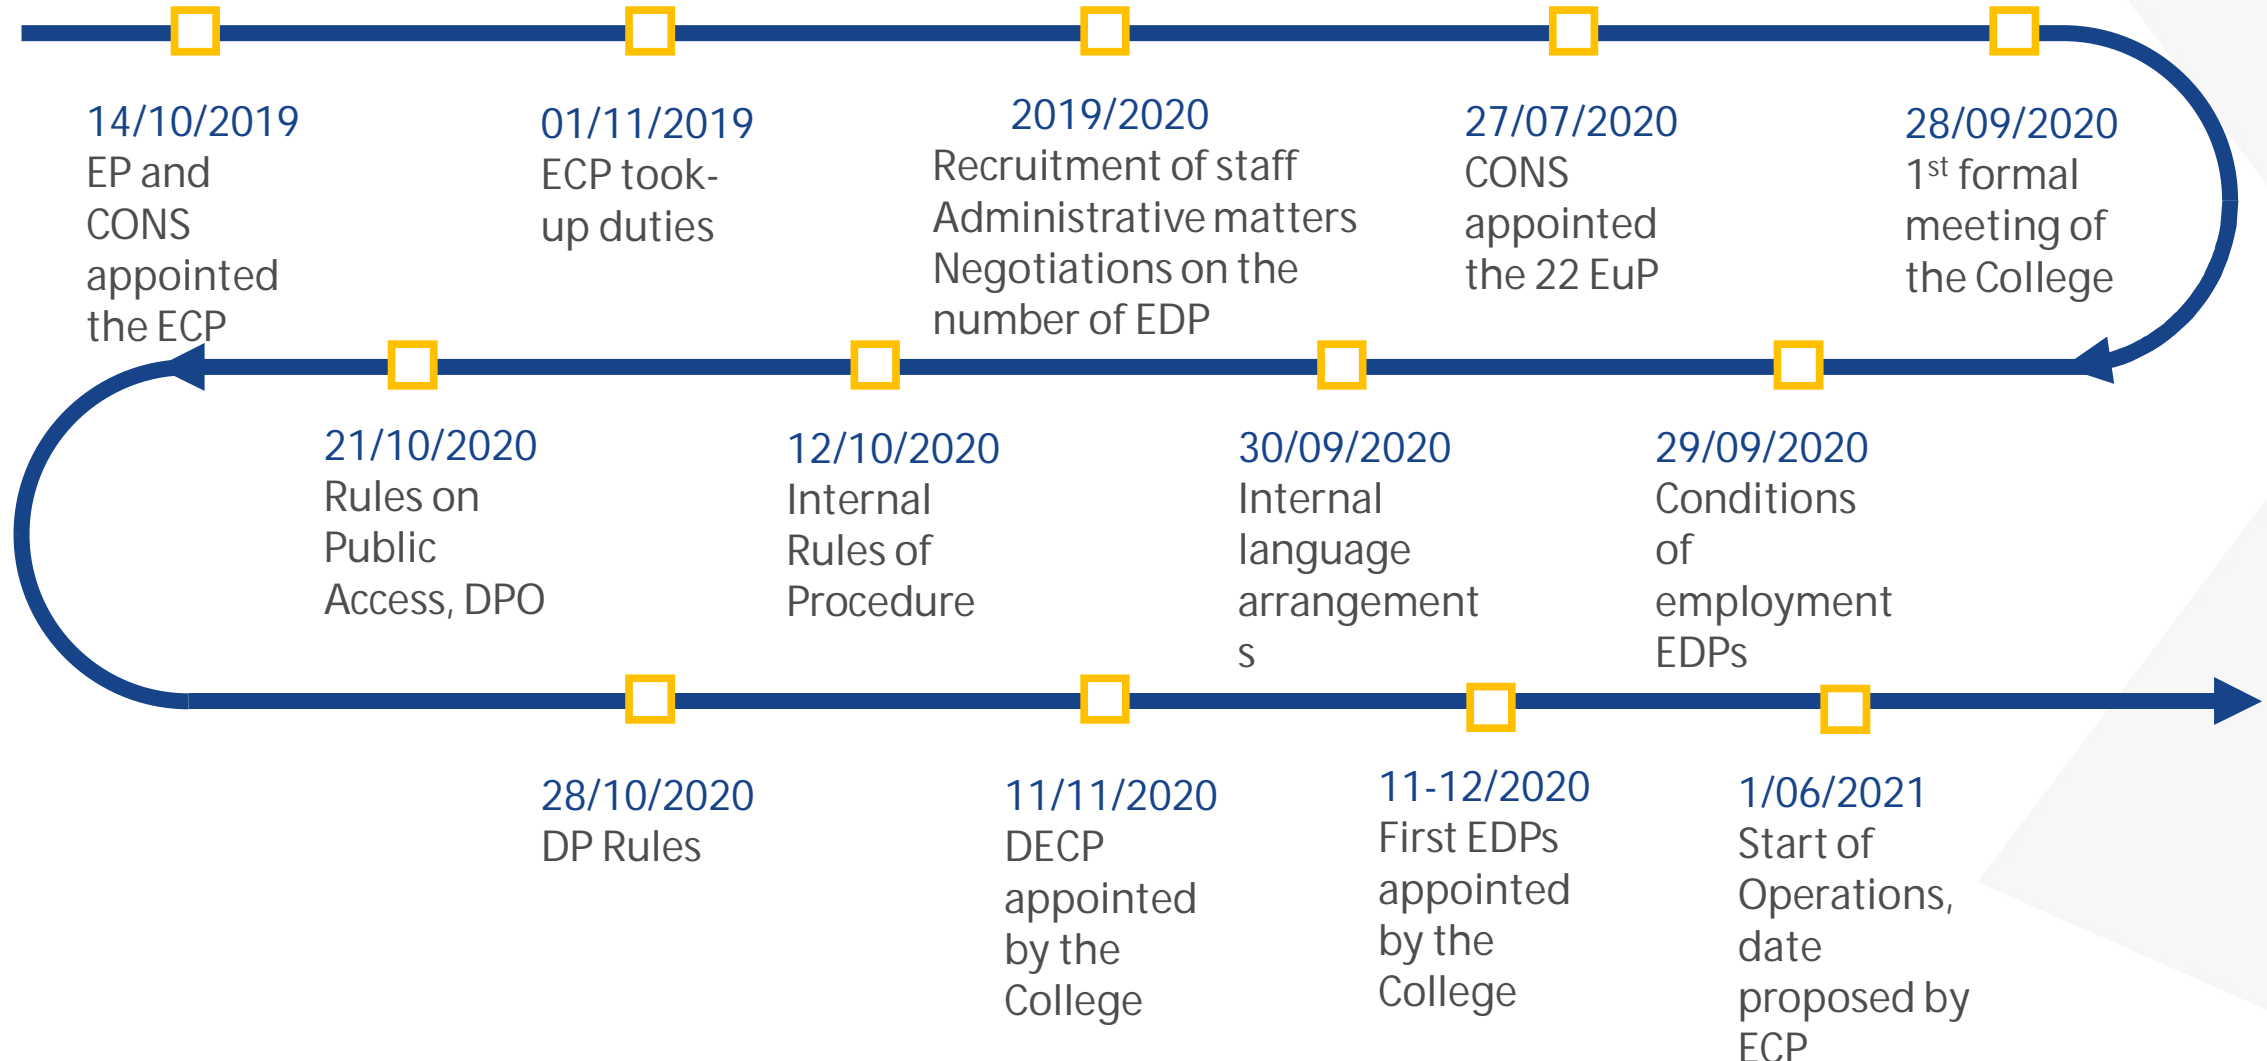 14/10/2019
EP and
CONS
appointed
the ECP
01/11/2019
ECP took-
up duties
2019/2020
Recruitment of staff
Administrative matters
Negotiations on the
number of EDP
27/07/2020
CONS
appointed
the 22 EuP
28/09/2020
1st formal
meeting of
the College
29/09/2020
Conditions
of
employment
EDPs
30/09/2020
Internal
language
arrangement
s
12/10/2020
Internal
Rules of
Procedure
21/10/2020
Rules on
Public
Access, DPO
28/10/2020
DP Rules
11/11/2020
DECP
appointed
by the
College
11-12/2020
First EDPs
appointed
by the
College
1/06/2021
Start of
Operations,
date
proposed by
ECP